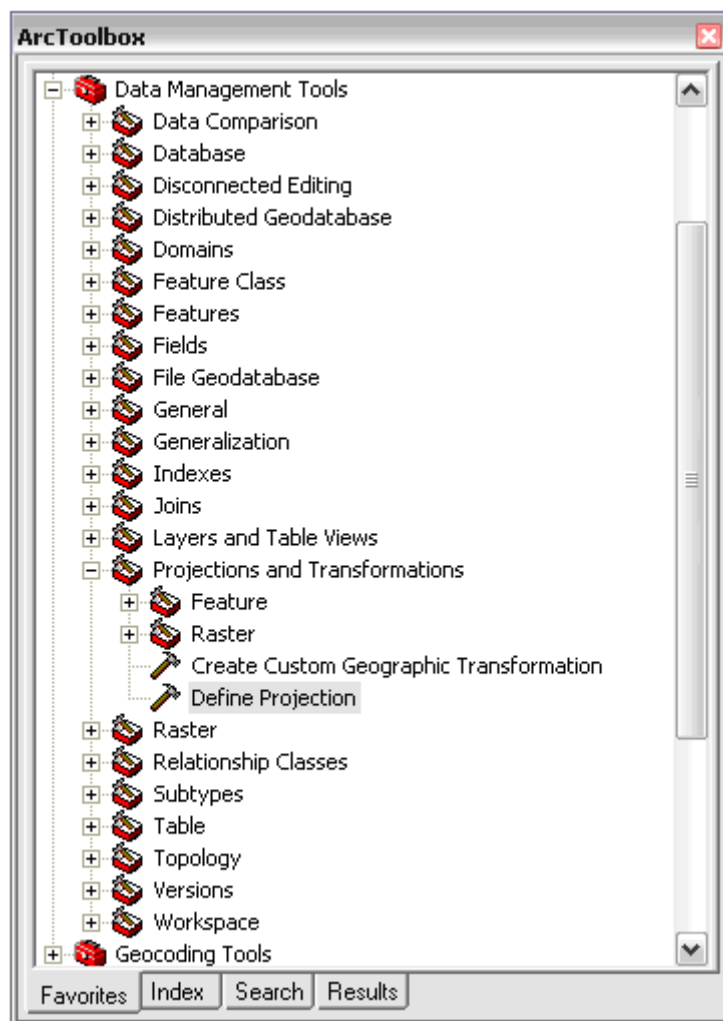 ArcToolbox
Data Management Tools
Data Comparison
Database
Disconnected Editing
Distributed Geodatabase
Domains
Feature Class
Features
Fields
File Geodatabase
General
Generalization
Indexes
Joins
Layers and Table Views
Projections and Transformations
Feature
Raster
Create Custom Geographic Transformation
Define Projection
Raster
Relationship Classes
Subtypes
Table
Topology
Versions
Workspace
Geocoding Tools
Favorites Index Search Results